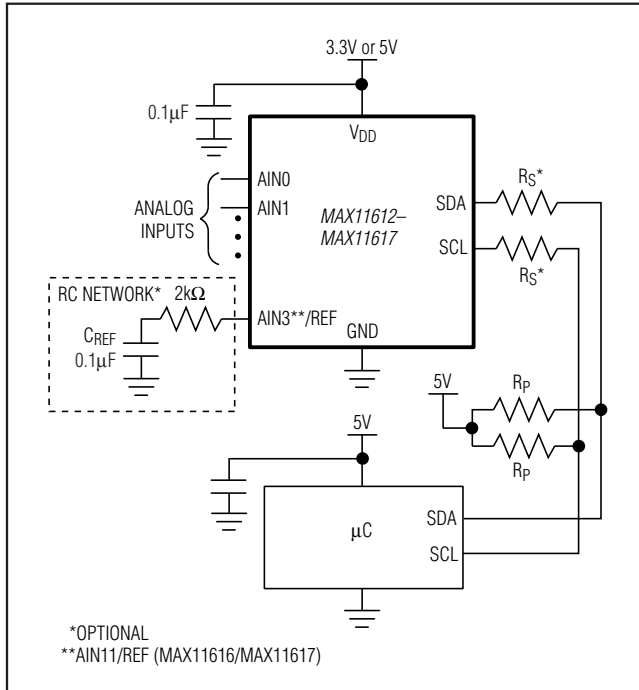 3.3V or 5V
0.1μF
VDD
AIN0
AIN1
ANALOG
INPUTS
MAX11612–
MAX11617
SDA
SCL
RS*
RS*
RC NETWORK*
2kΩ
CREF
0.1μF
AIN3**/REF
GND
5V
RP
RP
5V
μC
SDA
SCL
*OPTIONAL
**AIN11/REF (MAX11616/MAX11617)